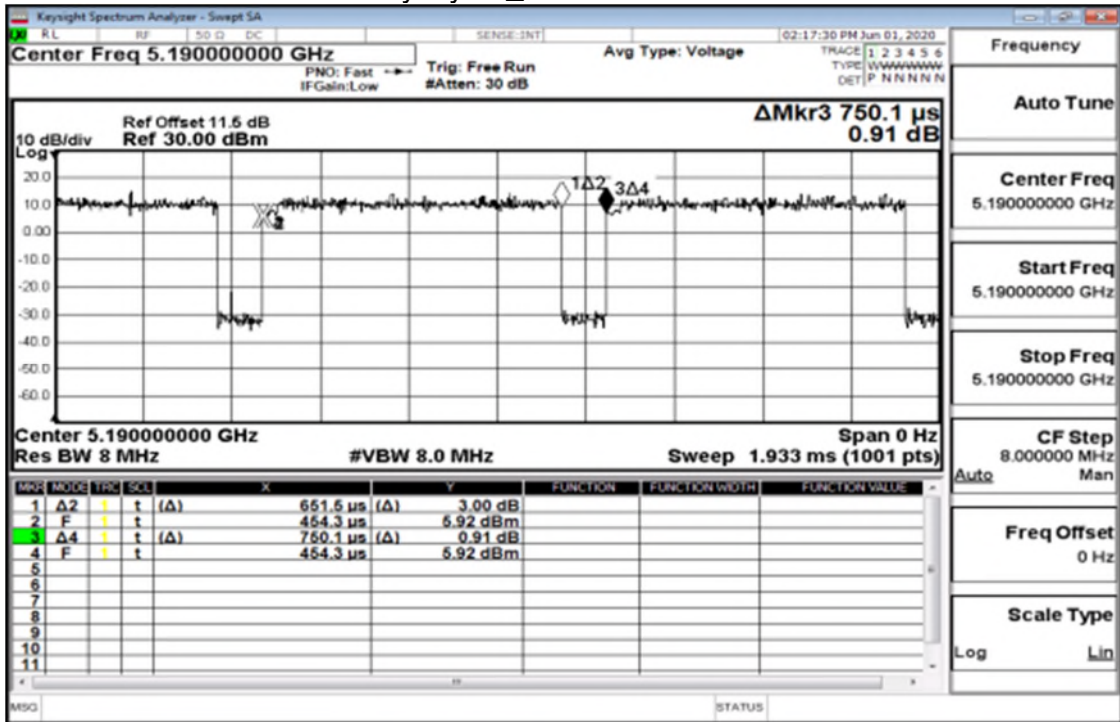 Keysight Spectrum Analyzer - Swept SA
RL RF 50 Ω DC SENSE:INT 02:17:30 PM Jun 01, 2020
Center Freq 5.190000000 GHz
PNO: Fast
IFGain:Low
Trig: Free Run
#Atten: 30 dB
Avg Type: Voltage
TRACE 1 2 3 4 5 6
TYPE WWWWWW
DET P N N N N N
ΔMkr3 750.1 µs
0.91 dB
Ref Offset 11.5 dB
10 dB/div Ref 30.00 dBm
Log
20.0
10.0
0.00
-10.0
-20.0
-30.0
-40.0
-50.0
-60.0
1Δ2
3Δ4
Center 5.190000000 GHz Span 0 Hz
Res BW 8 MHz #VBW 8.0 MHz Sweep 1.933 ms (1001 pts)
MKR MODE TRC SCL X Y FUNCTION FUNCTION WIDTH FUNCTION VALUE
1 Δ2 1 t (Δ) 651.5 µs (Δ) 3.00 dB
2 F 1 t 454.3 µs 5.92 dBm
3 Δ4 1 t (Δ) 750.1 µs (Δ) 0.91 dB
4 F 1 t 454.3 µs 5.92 dBm
5
6
7
8
9
10
11
MSG STATUS
Frequency
Auto Tune
Center Freq
5.190000000 GHz
Start Freq
5.190000000 GHz
Stop Freq
5.190000000 GHz
CF Step
8.000000 MHz
Auto Man
Freq Offset
0 Hz
Scale Type
Log Lin